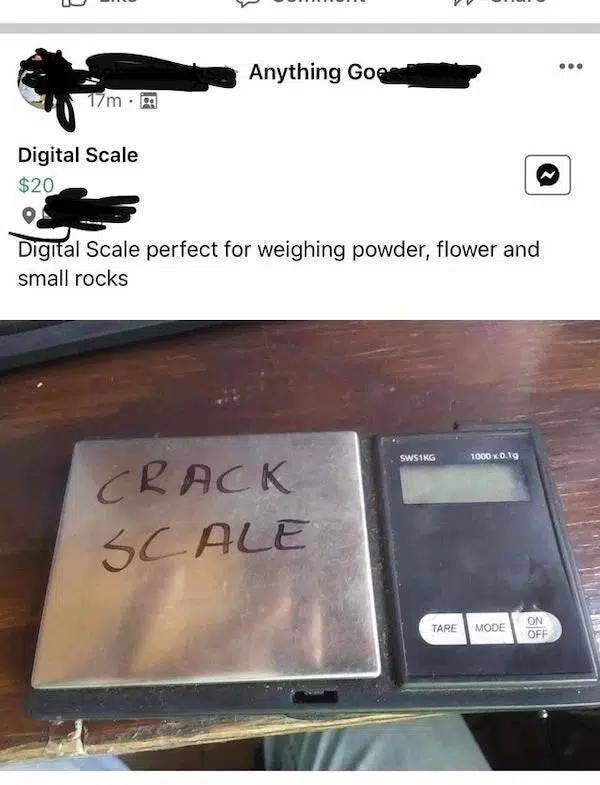 Anything Goe
17m ·
Digital Scale
$20
Digital Scale perfect for weighing powder, flower and
small rocks
CRACK
SCALE
SWS1KG 1000 x 0.1g
TARE MODE ON
OFF